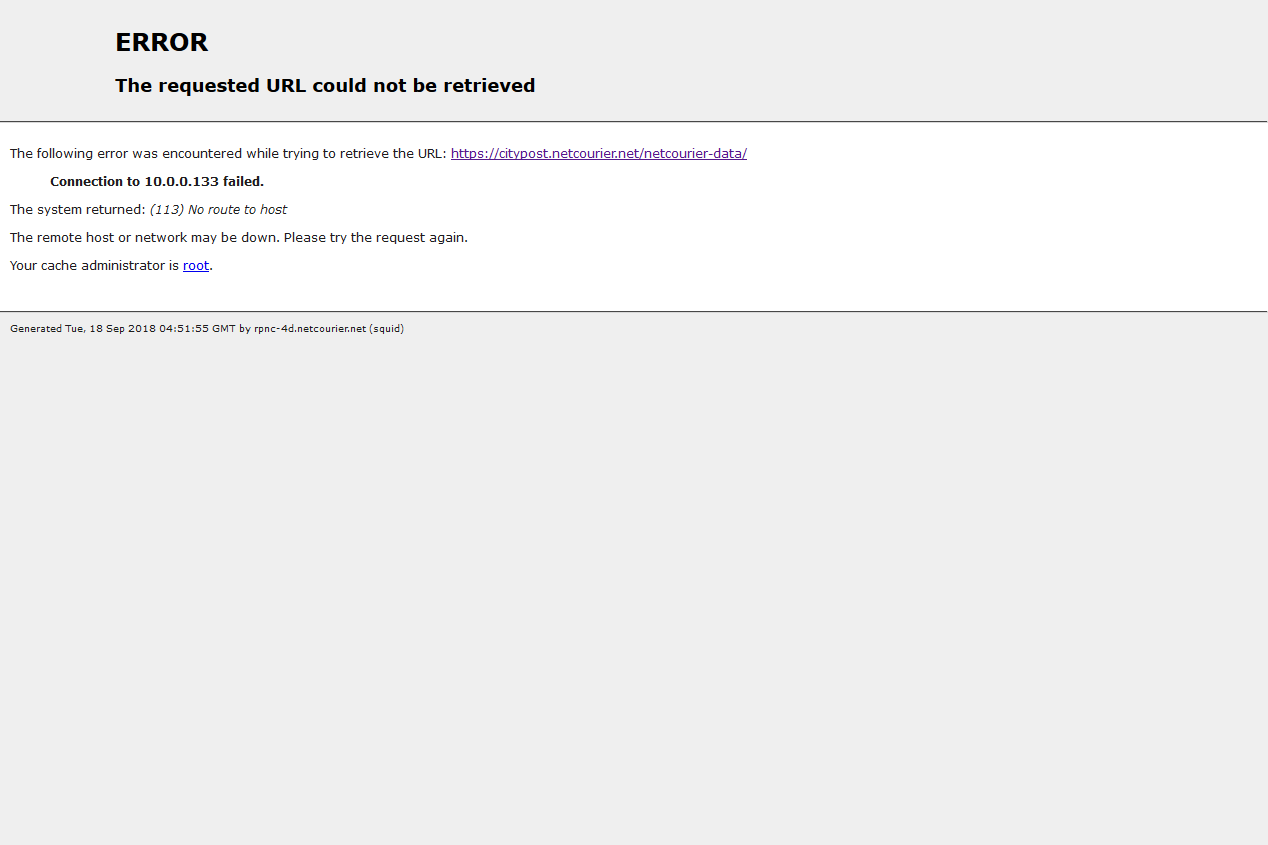 ERROR
The requested URL could not be retrieved
The following error was encountered while trying to retrieve the URL: https://citypost.netcourier.net/netcourier-data/
Connection to 10.0.0.133 failed.
The system returned: (113) No route to host
The remote host or network may be down. Please try the request again.
Your cache administrator is root.
Generated Tue, 18 Sep 2018 04:51:55 GMT by rpnc-4d.netcourier.net (squid)